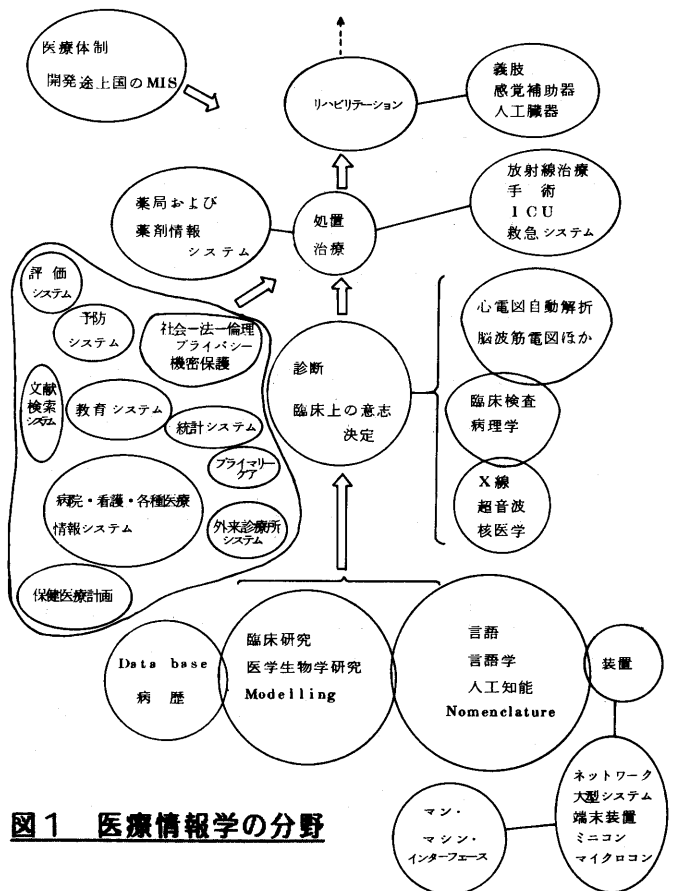 医療体制
開発途上国のMIS
リハビリテーション
義肢
感覚補助器
人工臓器
薬局および
薬剤情報
システム
処置
治療
放射線治療
手術
ICU
救急システム
評価
システム
予防
システム
社会―法―倫理
プライバシー
機密保護
文献
検索
システム
教育システム
統計システム
プライマリー
ケア
病院・看護・各種医療
情報システム
外来診療所
システム
保健医療計画
診断
臨床上の意志
決定
心電図自動解析
脳波筋電図ほか
臨床検査
病理学
X線
超音波
核医学
Data base
病歴
臨床研究
医学生物学研究
Modelling
言語
言語学
人工知能
Nomenclature
装置
ネットワーク
大型システム
端末装置
ミニコン
マイクロコン
マン・
マシン・
インターフェース
図1 医療情報学の分野